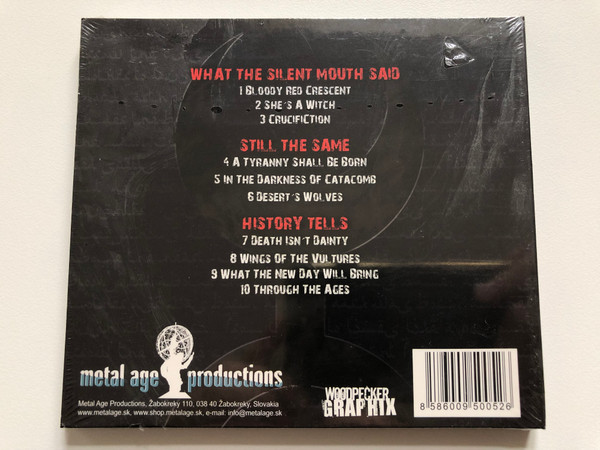 WHAT THE SILENT MOUTH SAID
1 BLOODY RED CRESCENT
2 SHE'S A WITCH
3 CRUCIFICTION
STILL THE SAME
4 A TYRANNY SHALL BE BORN
5 IN THE DARKNESS OF CATACOMB
6 DESERT'S WOLVES
HISTORY TELLS
7 DEATH ISN'T DAINTY
8 WINGS OF THE VULTURES
9 WHAT THE NEW DAY WILL BRING
10 THROUGH THE AGES
metal age productions
Metal Age Productions, Žabokreky 110, 038 40 Žabokreky, Slovakia
www.metalage.sk, www.shop.metalage.sk, e-mail: info@metalage.sk
WOODPECKER
GRAPHIX
8 586009 500526